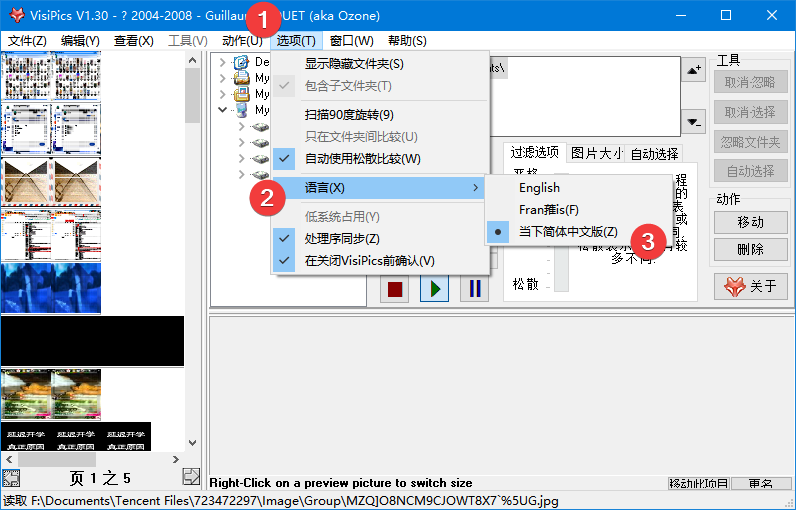 VisiPics V1.30 - ? 2004-2008 - Guillau UET (aka Ozone)
1
文件(Z) 编辑(Y) 查看(X) 工具(V) 动作(U) 选项(T) 窗口(W) 帮助(S)
显示隐藏文件夹(S)
包含子文件夹(T)
扫描90度旋转(9)
只在文件夹间比较(U)
自动使用松散比较(W)
2
语言(X)
低系统占用(Y)
处理序同步(Z)
在关闭VisiPics前确认(V)
English
Fran推is(F)
当下简体中文版(Z)
3
De
My
My
My
nts\
过滤选项 图片大小 自动选择
程
的
表
或
多不同.
松散
工具
取消·忽略
取消·选择
忽略文件夹
自动选择
动作
移动
删除
关于
延迟开学 延迟开学 延迟开学
真正原因 真正原因 真正原因
页 1 之 5
Right-Click on a preview picture to switch size
移动此项目 更名
读取 F:\Documents\Tencent Files\723472297\Image\Group\MZQ]O8NCM9CJOWT8X7`%5UG.jpg